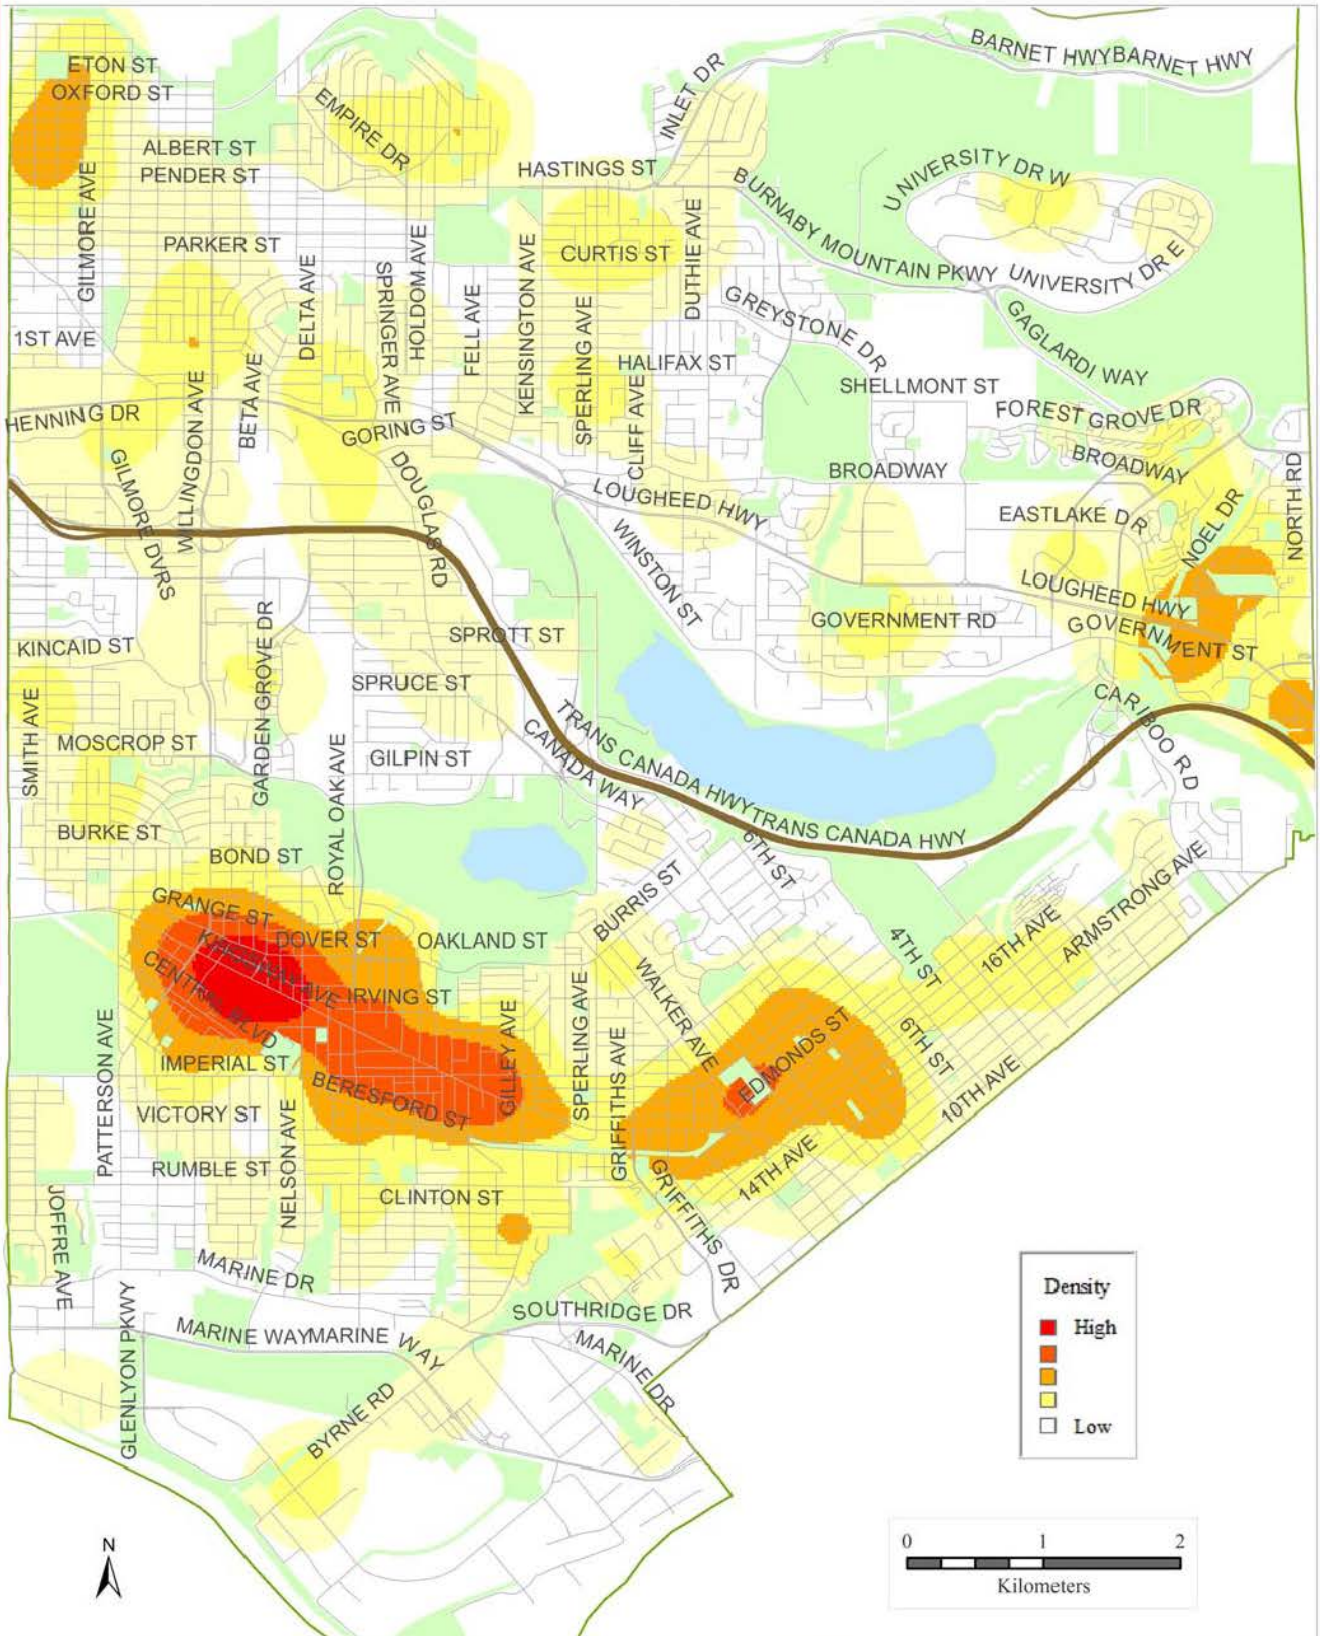 BARNET HWY BARNET HWY
ETON ST
OXFORD ST
INLET DR
EMPIRE DR
ALBERT ST
PENDER ST
HASTINGS ST
UNIVERSITY DR W
BURNABY MOUNTAIN PKWY
GILMORE AVE
PARKER ST
CURTIS ST
DUTHIE AVE
UNIVERSITY DR E
DELTA AVE
SPRINGER AVE
HOLDOM AVE
FELL AVE
KENSINGTON AVE
SPERLING AVE
GREYSTONE DR
GAGLARDI WAY
1ST AVE
HALIFAX ST
SHELLMONT ST
FOREST GROVE DR
HENNING DR
WILLINGDON AVE
BETA AVE
GORING ST
CLIFF AVE
BROADWAY
BROADWAY
GILMORE DVRS
DOUGLAS RD
LOUGHEED HWY
EASTLAKE DR
NOEL DR
NORTH RD
WINSTON ST
LOUGHEED HWY
GARDEN GROVE DR
SPROTT ST
GOVERNMENT RD
GOVERNMENT ST
KINCAID ST
SPRUCE ST
SMITH AVE
MOSCROP ST
ROYAL OAK AVE
GILPIN ST
CANADA WAY
TRANS CANADA HWY TRANS CANADA HWY
CARIBOO RD
BURKE ST
BOND ST
6TH ST
BURRIS ST
ARMSTRONG AVE
GRANGE ST
KINGSWAY AVE
DOVER ST
OAKLAND ST
4TH ST
16TH AVE
CENTRAL BLVD
IRVING ST
WALKER AVE
PATTERSON AVE
IMPERIAL ST
GILLEY AVE
SPERLING AVE
GRIFFITHS AVE
EDMONDS ST
6TH ST
10TH AVE
BERESFORD ST
VICTORY ST
NELSON AVE
RUMBLE ST
CLINTON ST
GRIFFITHS DR
14TH AVE
JOFFRE AVE
MARINE DR
GLENLYON PKWY
MARINE WAY MARINE WAY
SOUTHRIDGE DR
MARINE DR
BYRNE RD
Density
High
Low
N
0 1 2
Kilometers